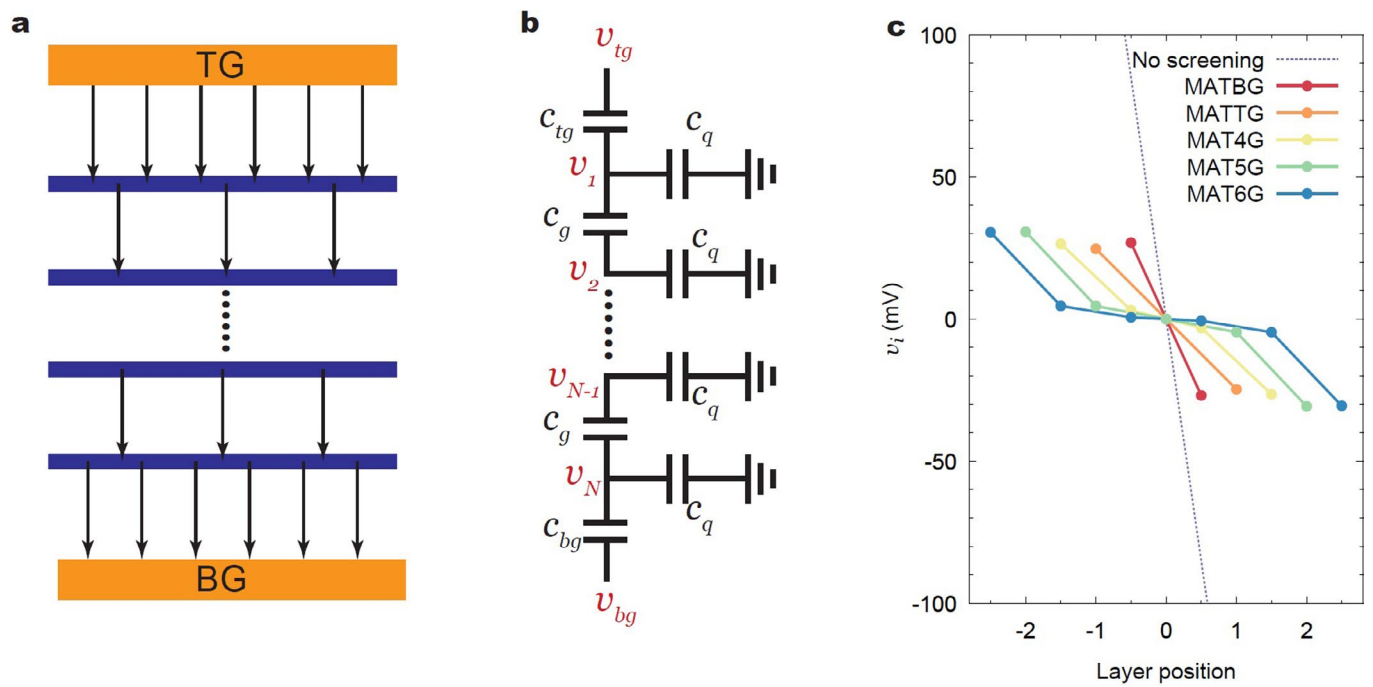 a
TG
BG
b
v_tg
c_tg
c_q
v_1
c_g
c_q
v_2
v_N-1
c_q
c_g
v_N
c_q
c_bg
v_bg
c
100
50
0
-50
-100
v_i (mV)
No screening
MATBG
MATTG
MAT4G
MAT5G
MAT6G
-2 -1 0 1 2
Layer position